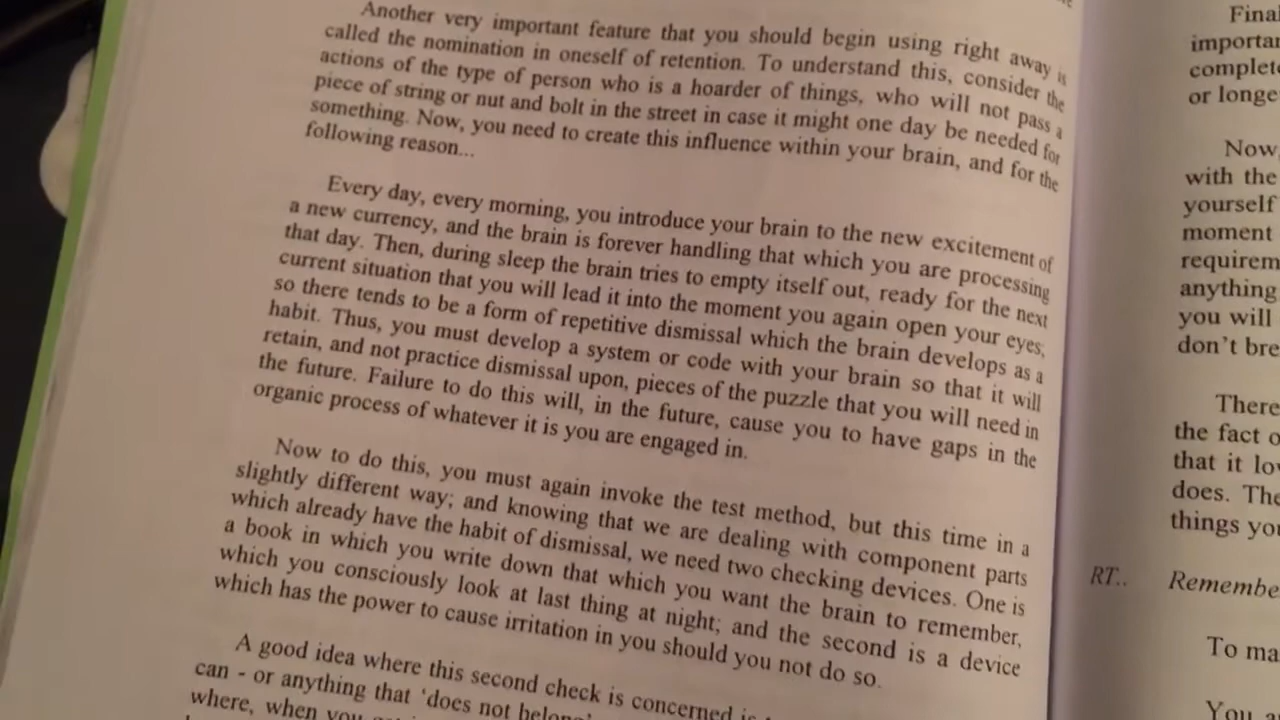 Another very important feature that you should begin using right away is
called the nomination in oneself of retention. To understand this, consider the
actions of the type of person who is a hoarder of things, who will not pass a
piece of string or nut and bolt in the street in case it might one day be needed for
something. Now, you need to create this influence within your brain, and for the
following reason...
Every day, every morning, you introduce your brain to the new excitement of
a new currency, and the brain is forever handling that which you are processing
that day. Then, during sleep the brain tries to empty itself out, ready for the next
current situation that you will lead it into the moment you again open your eyes;
so there tends to be a form of repetitive dismissal which the brain develops as a
habit. Thus, you must develop a system or code with your brain so that it will
retain, and not practice dismissal upon, pieces of the puzzle that you will need in
the future. Failure to do this will, in the future, cause you to have gaps in the
organic process of whatever it is you are engaged in.
Now to do this, you must again invoke the test method, but this time in a
slightly different way; and knowing that we are dealing with component parts
which already have the habit of dismissal, we need two checking devices. One is
a book in which you write down that which you want the brain to remember,
which you consciously look at last thing at night; and the second is a device
which has the power to cause irritation in you should you not do so.
A good idea where this second check is concerned is
can - or anything that 'does not belong'
where, when you
Now,
with the
yourself
moment
anything
you will
There
the fact
does. The
things
RT..
To
You